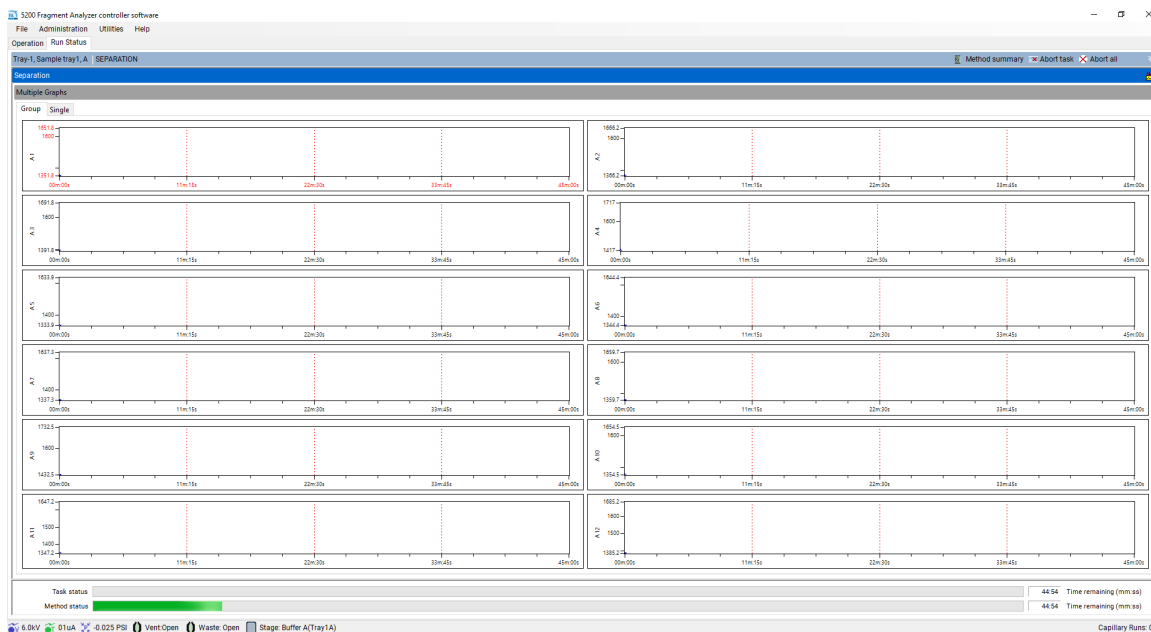 5200 Fragment Analyzer controller software
File Administration Utilities Help
Operation Run Status
Tray-1, Sample tray1, A SEPARATION Method summary Abort task Abort all
Separation
Multiple Graphs
Group Single
A1 1651.8 1600 1351.8
00m:00s 11m:15s 22m:30s 33m:45s 45m:00s
A2 1666.2 1600 1366.2
00m:00s 11m:15s 22m:30s 33m:45s 45m:00s
A3 1691.8 1600 1391.8
00m:00s 11m:15s 22m:30s 33m:45s 45m:00s
A4 1717 1600 1417
00m:00s 11m:15s 22m:30s 33m:45s 45m:00s
A5 1633.9 1400 1333.9
00m:00s 11m:15s 22m:30s 33m:45s 45m:00s
A6 1644.4 1400 1344.4
00m:00s 11m:15s 22m:30s 33m:45s 45m:00s
A7 1637.3 1400 1337.3
00m:00s 11m:15s 22m:30s 33m:45s 45m:00s
A8 1659.7 1600 1359.7
00m:00s 11m:15s 22m:30s 33m:45s 45m:00s
A9 1732.5 1600 1432.5
00m:00s 11m:15s 22m:30s 33m:45s 45m:00s
A10 1654.5 1600 1354.5
00m:00s 11m:15s 22m:30s 33m:45s 45m:00s
A11 1647.2 1500 1400 1347.2
00m:00s 11m:15s 22m:30s 33m:45s 45m:00s
A12 1685.2 1600 1500 1385.2
00m:00s 11m:15s 22m:30s 33m:45s 45m:00s
Task status 44:54 Time remaining (mm:ss)
Method status 44:54 Time remaining (mm:ss)
6.0kV 01uA -0.025 PSI Vent:Open Waste: Open Stage: Buffer A(Tray1A) Capillary Runs: